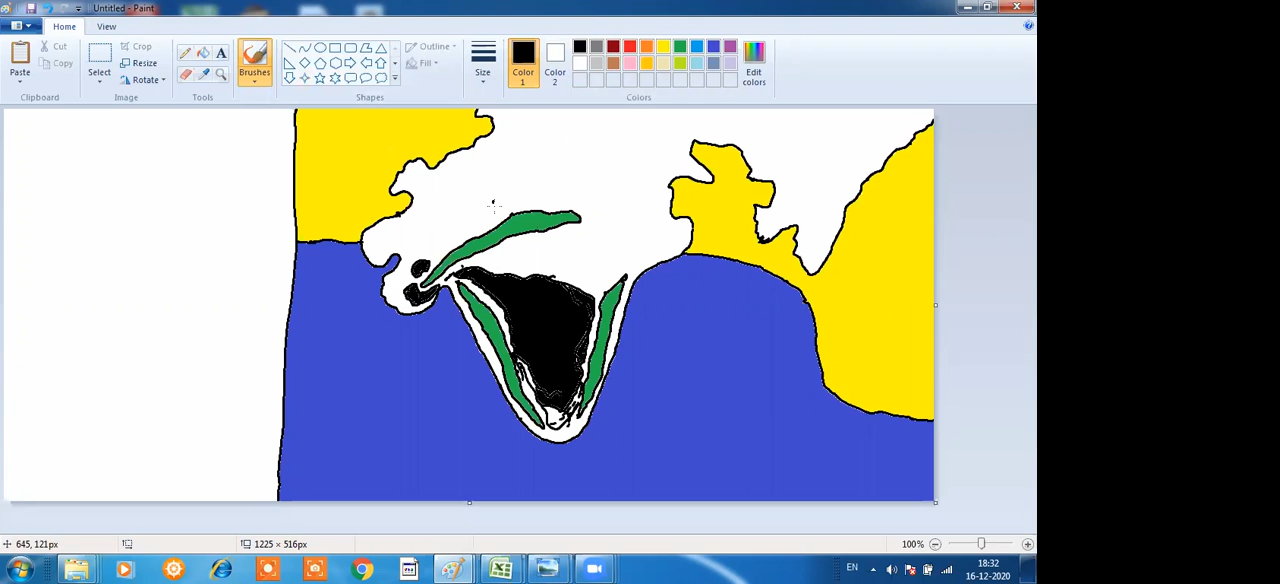 Untitled - Paint
Home View
Paste
Cut
Copy
Clipboard
Select
Crop
Resize
Rotate
Image
A
Tools
Brushes
Outline
Fill
Shapes
Size
Color 1
Color 2
Edit colors
Colors
645, 121px
1225 × 516px
100%
EN
18:32
16-12-2020